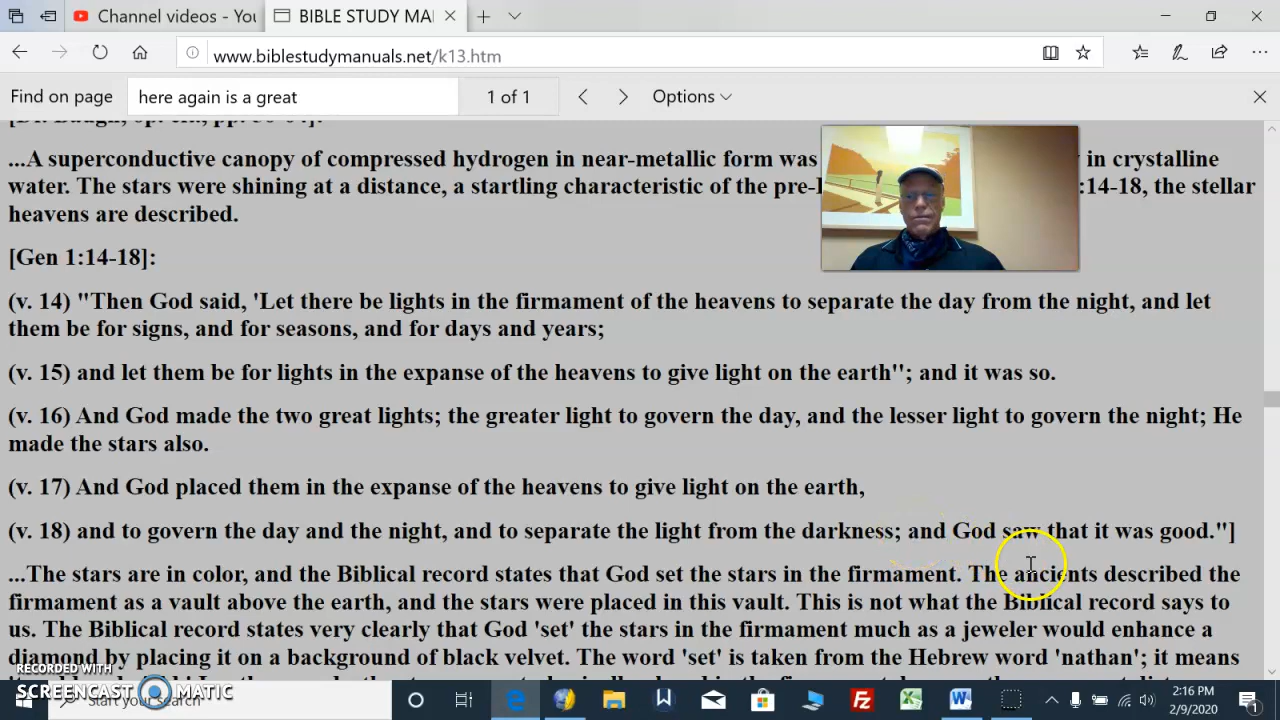 Channel videos - You
BIBLE STUDY MA
www.biblestudymanuals.net/k13.htm
Find on page
here again is a great
1 of 1
Options
...A superconductive canopy of compressed hydrogen in near-metallic form was in crystalline
water. The stars were shining at a distance, a startling characteristic of the :14-18, the stellar
heavens are described.
[Gen 1:14-18]:
(v. 14) "Then God said, 'Let there be lights in the firmament of the heavens to separate the day from the night, and let
them be for signs, and for seasons, and for days and years;
(v. 15) and let them be for lights in the expanse of the heavens to give light on the earth"; and it was so.
(v. 16) And God made the two great lights; the greater light to govern the day, and the lesser light to govern the night; He
made the stars also.
(v. 17) And God placed them in the expanse of the heavens to give light on the earth,
(v. 18) and to govern the day and the night, and to separate the light from the darkness; and God saw that it was good."]
...The stars are in color, and the Biblical record states that God set the stars in the firmament. The ancients described the
firmament as a vault above the earth, and the stars were placed in this vault. This is not what the Biblical record says to
us. The Biblical record states very clearly that God 'set' the stars in the firmament much as a jeweler would enhance a
diamond by placing it on a background of black velvet. The word 'set' is taken from the Hebrew word 'nathan'; it means
RECORDED WITH
SCREENCAST MATIC
Start your search
2:16 PM
2/9/2020
1